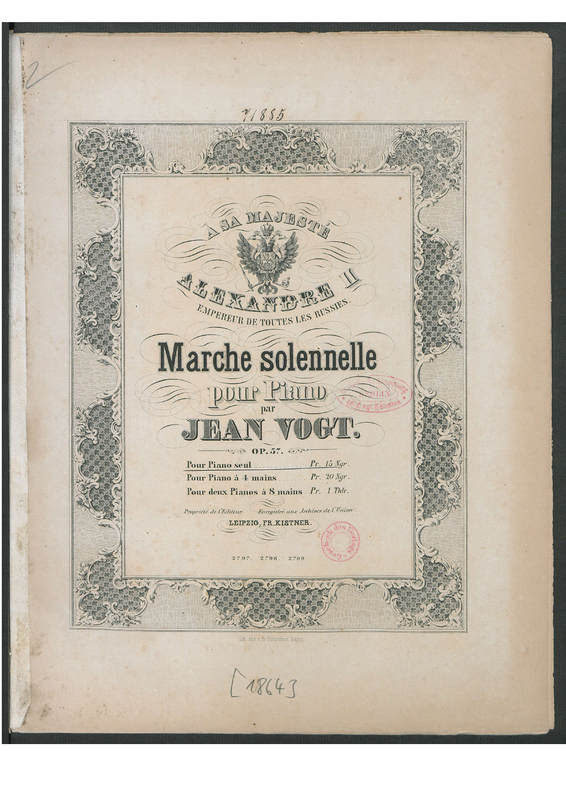 2
71885
À SA MAJESTÉ
ALEXANDRE II
EMPEREUR DE TOUTES LES RUSSIES.
Marche solennelle
pour Piano
par
JEAN VOGT.
OP. 57.
Pour Piano seul Pr. 15 Ngr.
Pour Piano à 4 mains Pr. 20 Ngr.
Pour deux Pianos à 8 mains Pr. 1 Thlr.
Propriété de l'Editeur. Enregistré aux Archives de l'Union
LEIPZIG, FR. KISTNER.
2797. 2798. 2799.
[1864]